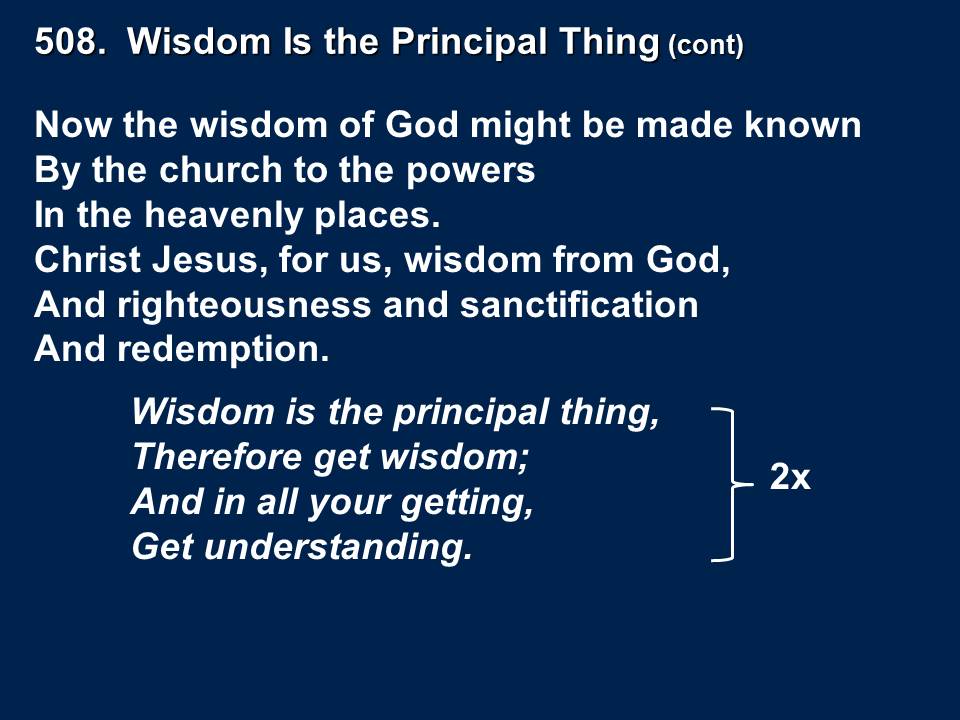 508. Wisdom Is the Principal Thing (cont)
Now the wisdom of God might be made known
By the church to the powers
In the heavenly places.
Christ Jesus, for us, wisdom from God,
And righteousness and sanctification
And redemption.
Wisdom is the principal thing,
Therefore get wisdom;
And in all your getting,
Get understanding.
2x